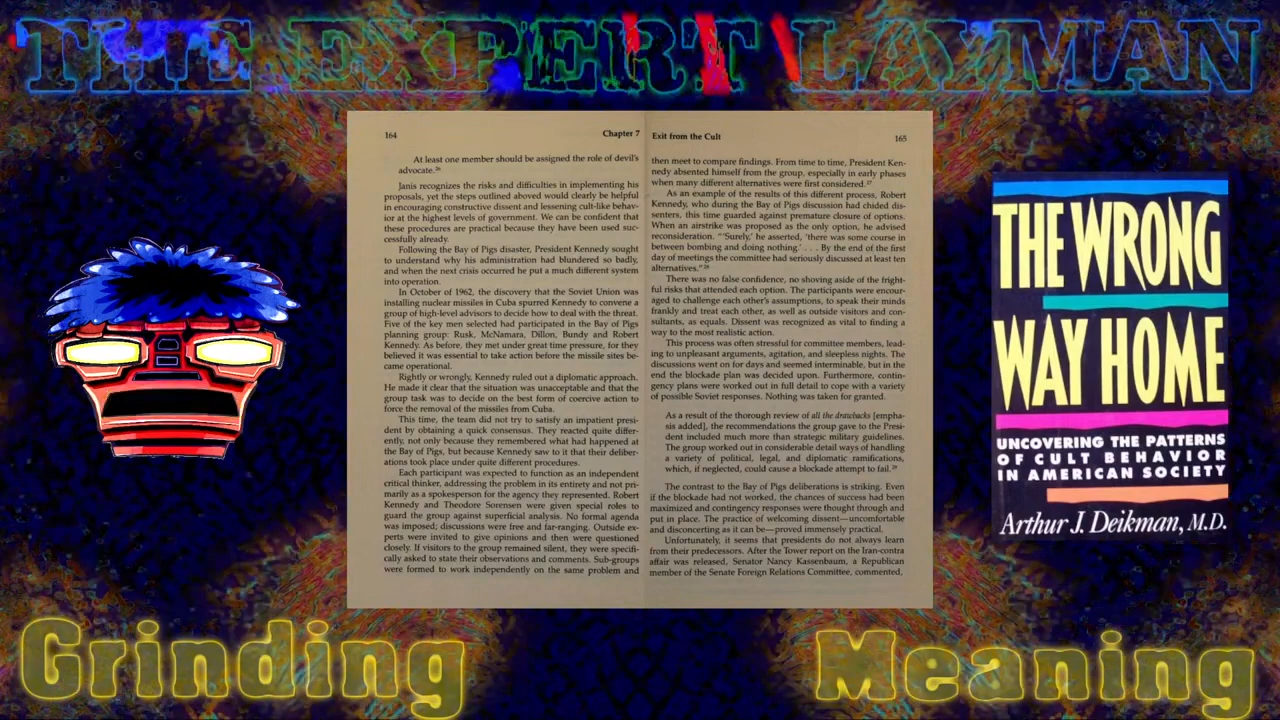 THE EXPERT LAYMAN
164
Chapter 7
At least one member should be assigned the role of devil's
advocate.26
Janis recognizes the risks and difficulties in implementing his
proposals, yet the steps outlined aboved would clearly be helpful
in encouraging constructive dissent and lessening cult-like behav-
ior at the highest levels of government. We can be confident that
these procedures are practical because they have been used suc-
cessfully already.
Following the Bay of Pigs disaster, President Kennedy sought
to understand why his administration had blundered so badly,
and when the next crisis occurred he put a much different system
into operation.
In October of 1962, the discovery that the Soviet Union was
installing nuclear missiles in Cuba spurred Kennedy to convene a
group of high-level advisors to decide how to deal with the threat.
Five of the key men selected had participated in the Bay of Pigs
planning group: Rusk, McNamara, Dillon, Bundy and Robert
Kennedy. As before, they met under great time pressure, for they
believed it was essential to take action before the missile sites be-
came operational.
Rightly or wrongly, Kennedy ruled out a diplomatic approach.
He made it clear that the situation was unacceptable and that the
group task was to decide on the best form of coercive action to
force the removal of the missiles from Cuba.
This time, the team did not try to satisfy an impatient presi-
dent by obtaining a quick consensus. They reacted quite differ-
ently, not only because they remembered what had happened at
the Bay of Pigs, but because Kennedy saw to it that their deliber-
ations took place under quite different procedures.
Each participant was expected to function as an independent
critical thinker, addressing the problem in its entirety and not pri-
marily as a spokesperson for the agency they represented. Robert
Kennedy and Theodore Sorensen were given special roles to
guard the group against superficial analysis. No formal agenda
was imposed; discussions were free and far-ranging. Outside ex-
perts were invited to give opinions and then were questioned
closely. If visitors to the group remained silent, they were specifi-
cally asked to state their observations and comments. Sub-groups
were formed to work independently on the same problem and
Exit from the Cult
165
then meet to compare findings. From time to time, President Ken-
nedy absented himself from the group, especially in early phases
when many different alternatives were first considered.27
As an example of the results of this different process, Robert
Kennedy, who during the Bay of Pigs discussion had chided dis-
senters, this time guarded against premature closure of options.
When an airstrike was proposed as the only option, he advised
reconsideration. "'Surely,' he asserted, 'there was some course in
between bombing and doing nothing.' . . . By the end of the first
day of meetings the committee had seriously discussed at least ten
alternatives."28
There was no false confidence, no shoving aside of the fright-
ful risks that attended each option. The participants were encour-
aged to challenge each other's assumptions, to speak their minds
frankly and treat each other, as well as outside visitors and con-
sultants, as equals. Dissent was recognized as vital to finding a
way to the most realistic action.
This process was often stressful for committee members, lead-
ing to unpleasant arguments, agitation, and sleepless nights. The
discussions went on for days and seemed interminable, but in the
end the blockade plan was decided upon. Furthermore, contin-
gency plans were worked out in full detail to cope with a variety
of possible Soviet responses. Nothing was taken for granted.
As a result of the thorough review of all the drawbacks [empha-
sis added], the recommendations the group gave to the Presi-
dent included much more than strategic military guidelines.
The group worked out in considerable detail ways of handling
a variety of political, legal, and diplomatic ramifications,
which, if neglected, could cause a blockade attempt to fail.29
The contrast to the Bay of Pigs deliberations is striking. Even
if the blockade had not worked, the chances of success had been
maximized and contingency responses were thought through and
put in place. The practice of welcoming dissent—uncomfortable
and disconcerting as it can be—proved immensely practical.
Unfortunately, it seems that presidents do not always learn
from their predecessors. After the Tower report on the Iran-contra
affair was released, Senator Nancy Kassenbaum, a Republican
member of the Senate Foreign Relations Committee, commented,
THE WRONG
WAY HOME
UNCOVERING THE PATTERNS
OF CULT BEHAVIOR
IN AMERICAN SOCIETY
Arthur J. Deikman, M.D.
Grinding
Meaning